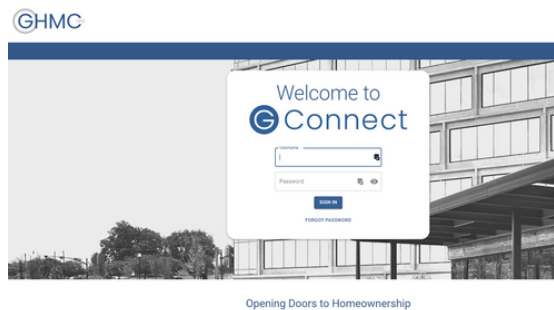 GHMC
Welcome to
G Connect
Username
Password
SIGN IN
FORGOT PASSWORD
Opening Doors to Homeownership